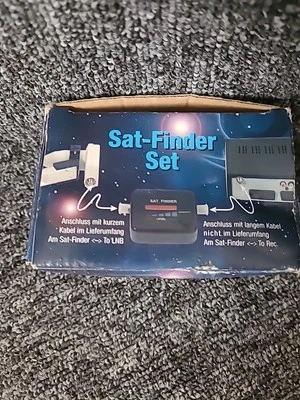 Sat-Finder
Set
SAT FINDER
LEVEL
Anschluss mit kurzem
Kabel im Lieferumfang
Am Sat-Finder <--> To LNB
Anschluss mit langem Kabel
nicht im Lieferumfang
Am Sat-Finder <--> To Rec.